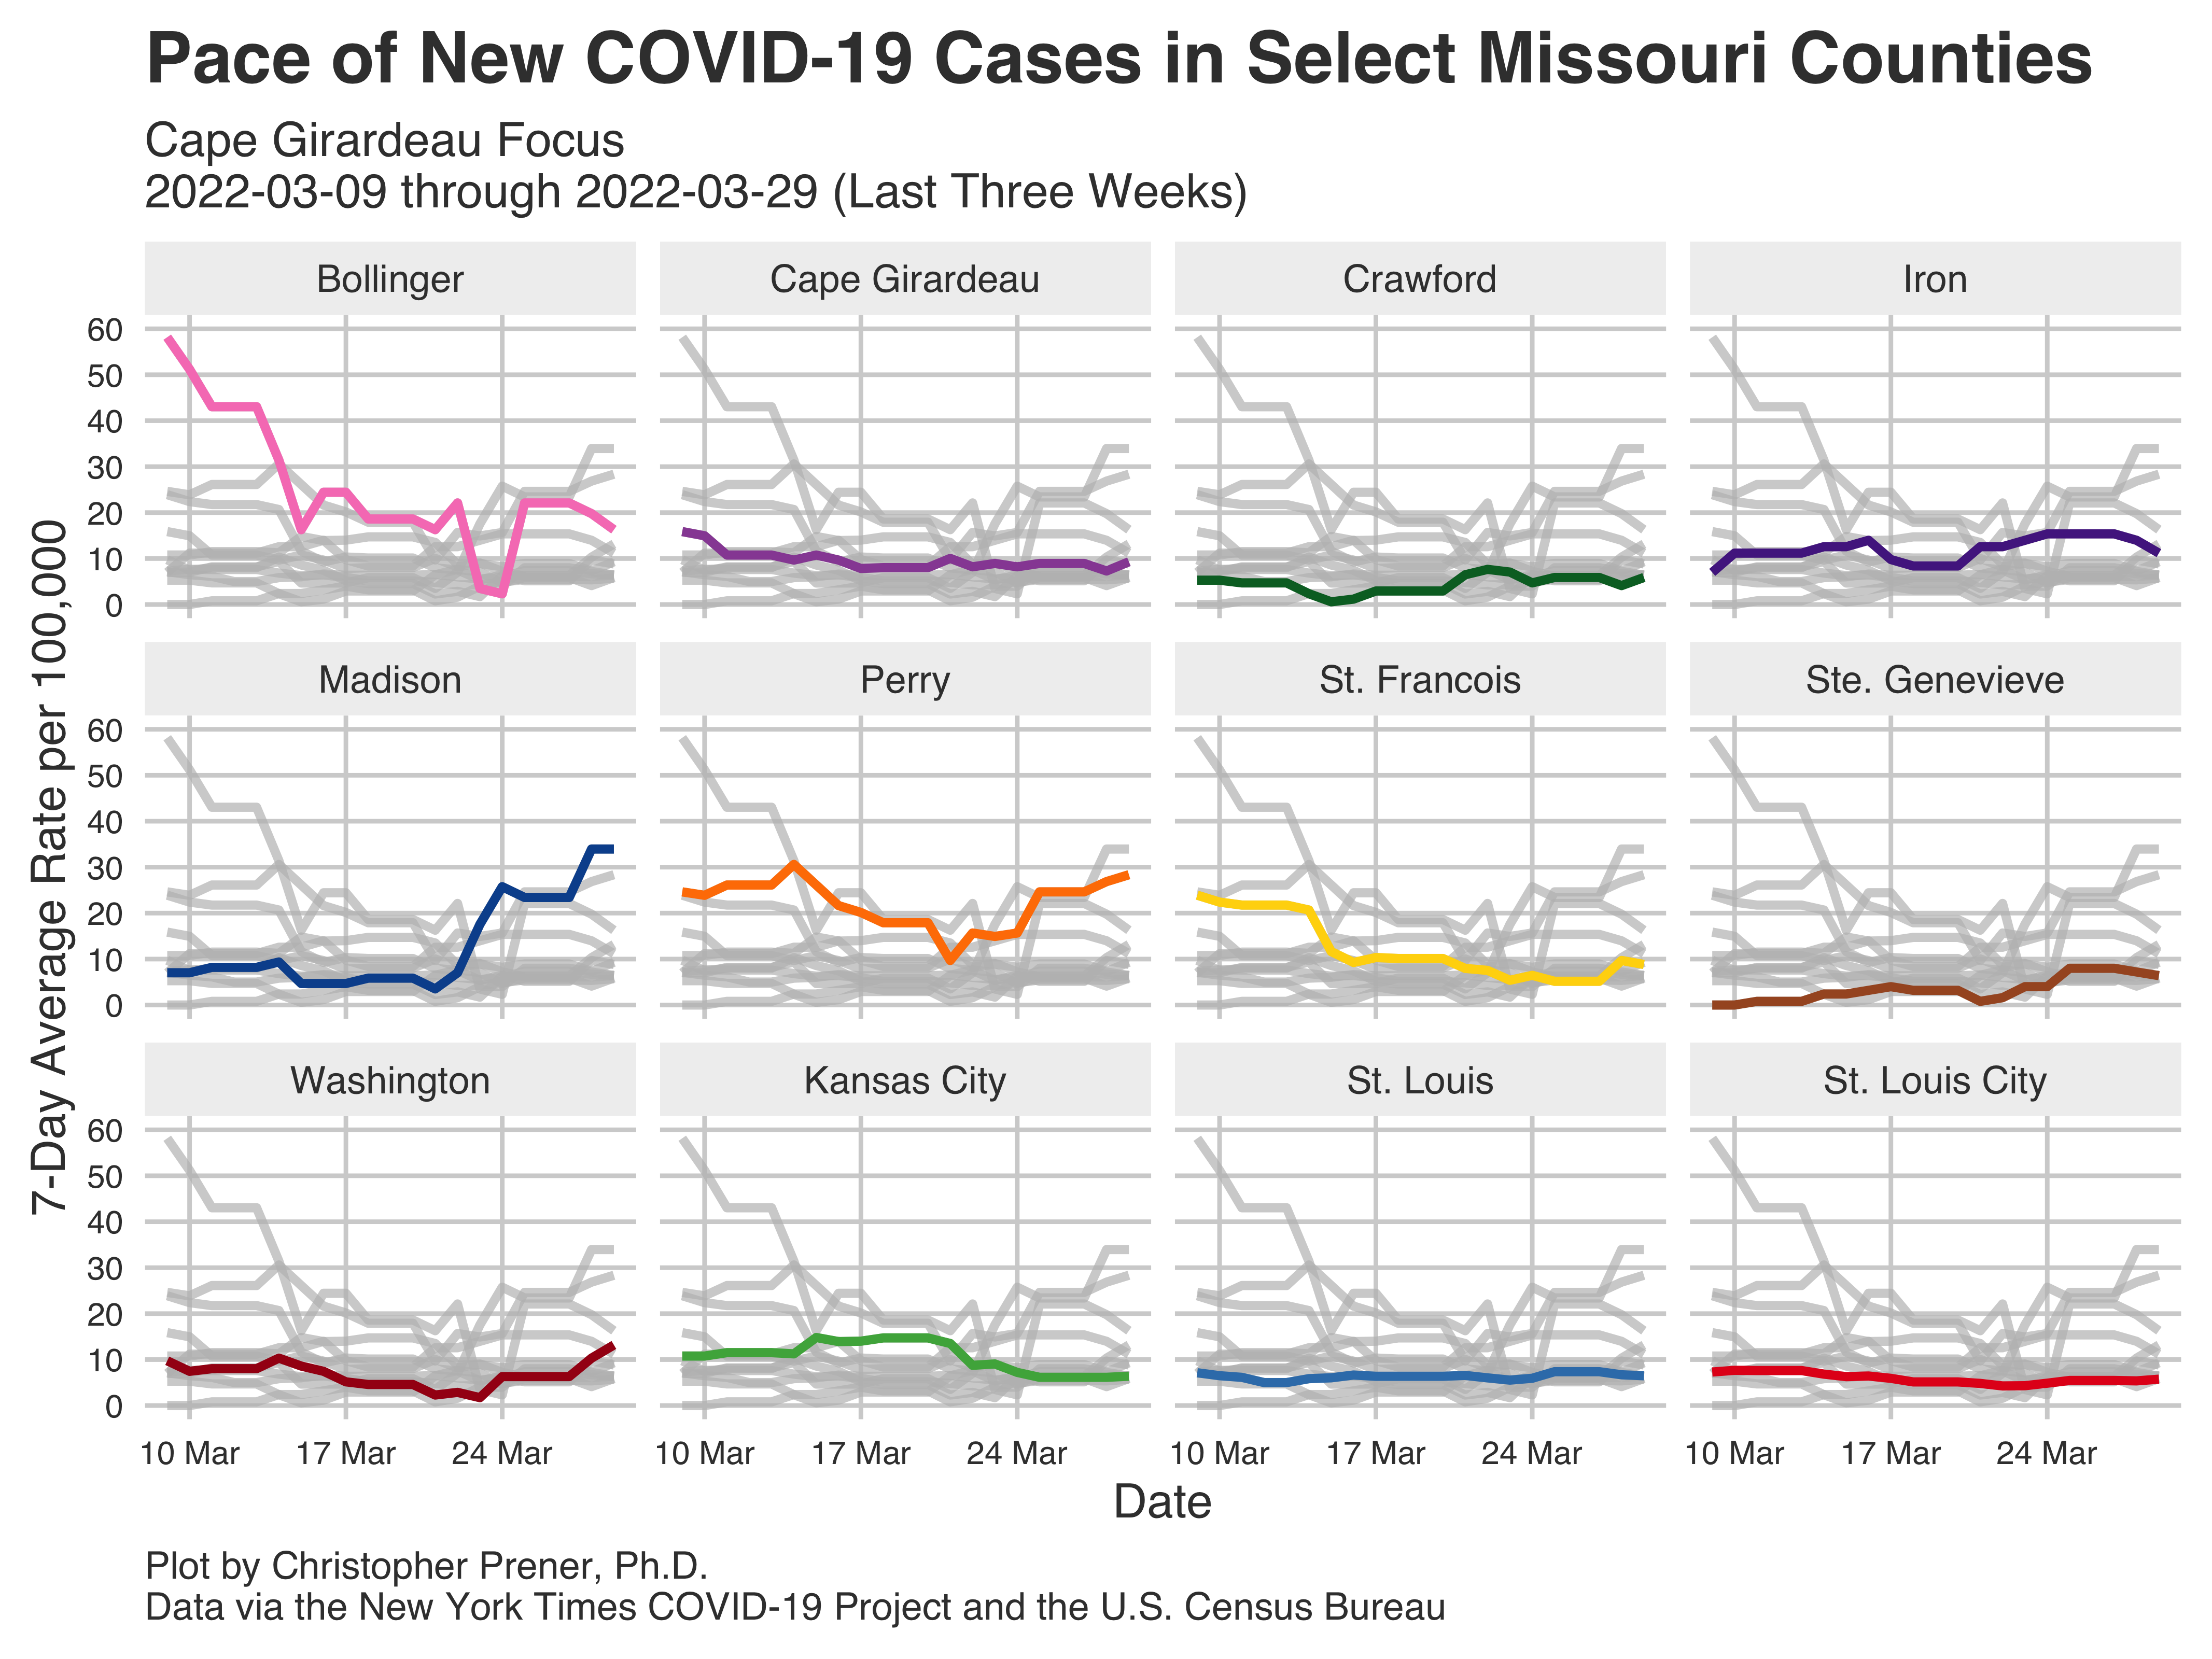 Pace of New COVID-19 Cases in Select Missouri Counties
Cape Girardeau Focus
2022-03-09 through 2022-03-29 (Last Three Weeks)
7-Day Average Rate per 100,000
Bollinger
Cape Girardeau
Crawford
Iron
60
50
40
30
20
10
0
Madison
Perry
St. Francois
Ste. Genevieve
60
50
40
30
20
10
0
Washington
Kansas City
St. Louis
St. Louis City
60
50
40
30
20
10
0
10 Mar 17 Mar 24 Mar
10 Mar 17 Mar 24 Mar
10 Mar 17 Mar 24 Mar
10 Mar 17 Mar 24 Mar
Date
Plot by Christopher Prener, Ph.D.
Data via the New York Times COVID-19 Project and the U.S. Census Bureau